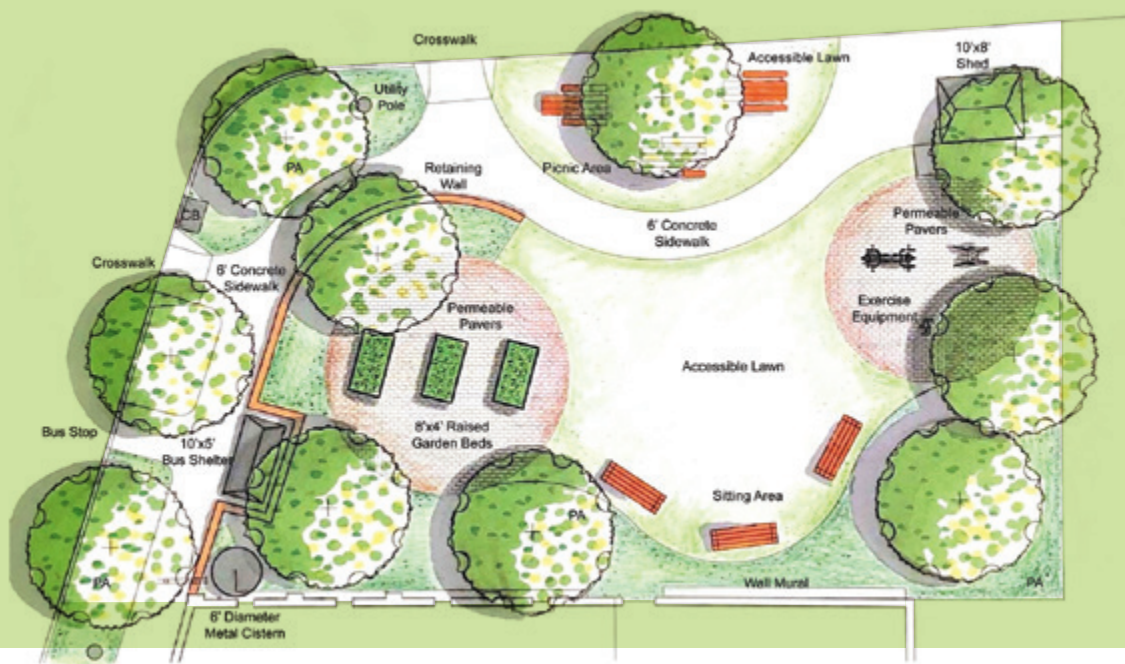 Crosswalk
Accessible Lawn
10'x8'
Shed
Utility
Pole
PA
Retaining
Wall
Picnic Area
CB
Permeable
Pavers
6' Concrete
Sidewalk
Crosswalk
6' Concrete
Sidewalk
Exercise
Equipment
Permeable
Pavers
Accessible Lawn
Bus Stop
10'x5'
Bus Shelter
8'x4' Raised
Garden Beds
Sitting Area
PA
PA
Wall Mural
PA
6' Diameter
Metal Cistern